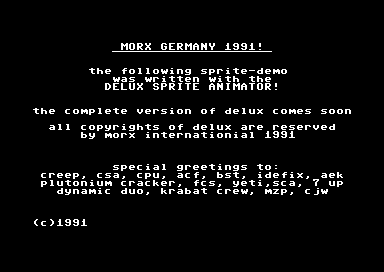 MORX GERMANY 1991!
the following sprite-demo
was written with the
DELUX SPRITE ANIMATOR!
the complete version of delux comes soon
all copyrights of delux are reserved
by morx internationial 1991
special greetings to:
creep, csa, cpu, acf, bst, idefix, aek
plutonium cracker, fcs, yeti,sca, 7 up
dynamic duo, krabat crew, mzp, cjw
(c)1991